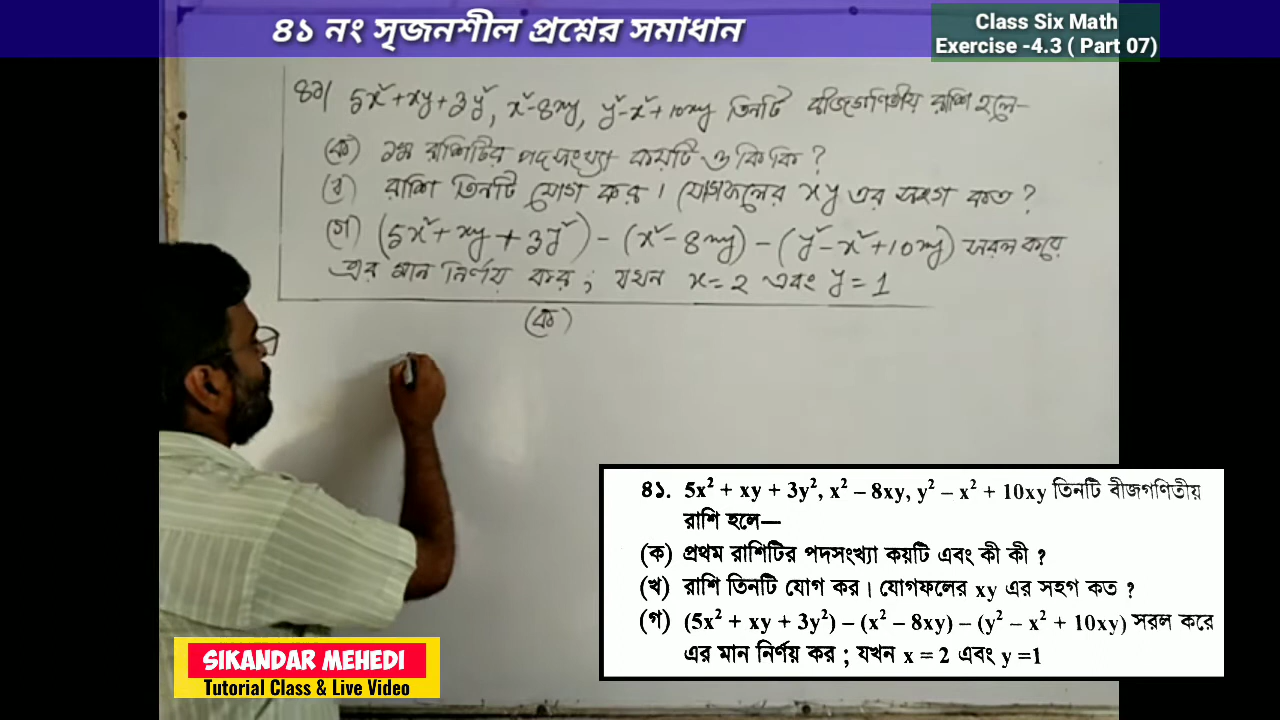 ৪১ নং সৃজনশীল প্রশ্নের সমাধান
Class Six Math
Exercise -4.3 ( Part 07)
৪১। 5x² + xy + 3y², x² - 8xy, y² - x² + 10xy তিনটি বীজগণিতীয় রাশি হলে-
(ক) ১ম রাশিটির পদসংখ্যা কয়টি ও কি কি ?
(খ) রাশি তিনটি যোগ কর । যোগফলের xy এর সহগ কত ?
(গ) (5x² + xy + 3y²) - (x² - 8xy) - (y² - x² + 10xy) সরল করে
এর মান নির্ণয় কর ; যখন x = 2 এবং y = 1
(ক)
৪১. 5x² + xy + 3y², x² – 8xy, y² – x² + 10xy তিনটি বীজগণিতীয়
রাশি হলে—
(ক) প্রথম রাশিটির পদসংখ্যা কয়টি এবং কী কী ?
(খ) রাশি তিনটি যোগ কর । যোগফলের xy এর সহগ কত ?
(গ) (5x² + xy + 3y²) – (x² – 8xy) – (y² – x² + 10xy) সরল করে
এর মান নির্ণয় কর ; যখন x = 2 এবং y =1
SIKANDAR MEHEDI
Tutorial Class & Live Video